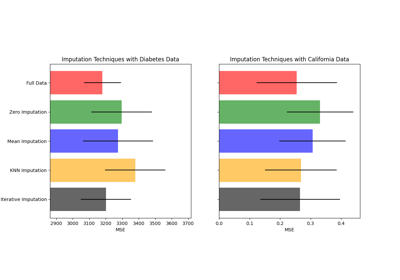 Imputation Techniques with Diabetes Data
Imputation Techniques with California Data
Full Data
Zero Imputation
Mean Imputation
KNN Imputation
Iterative Imputation
2900 3000 3100 3200 3300 3400 3500 3600 3700
0.0 0.1 0.2 0.3 0.4
MSE
MSE